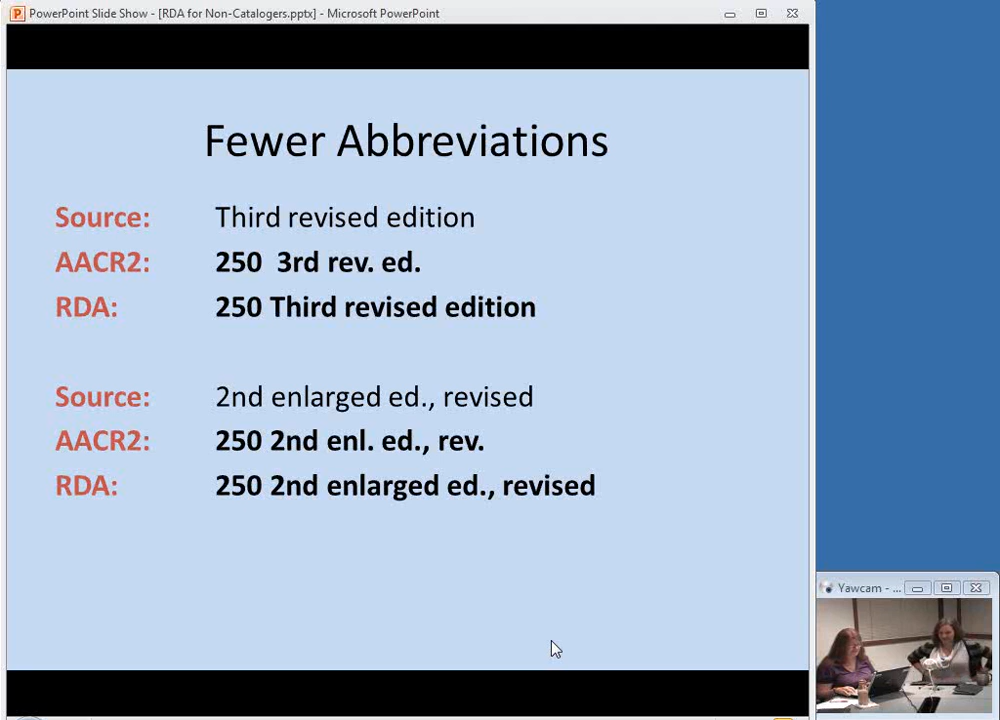 PowerPoint Slide Show - [RDA for Non-Catalogers.pptx] - Microsoft PowerPoint
Fewer Abbreviations
Source: Third revised edition
AACR2: 250 3rd rev. ed.
RDA: 250 Third revised edition
Source: 2nd enlarged ed., revised
AACR2: 250 2nd enl. ed., rev.
RDA: 250 2nd enlarged ed., revised
Yawcam - ...